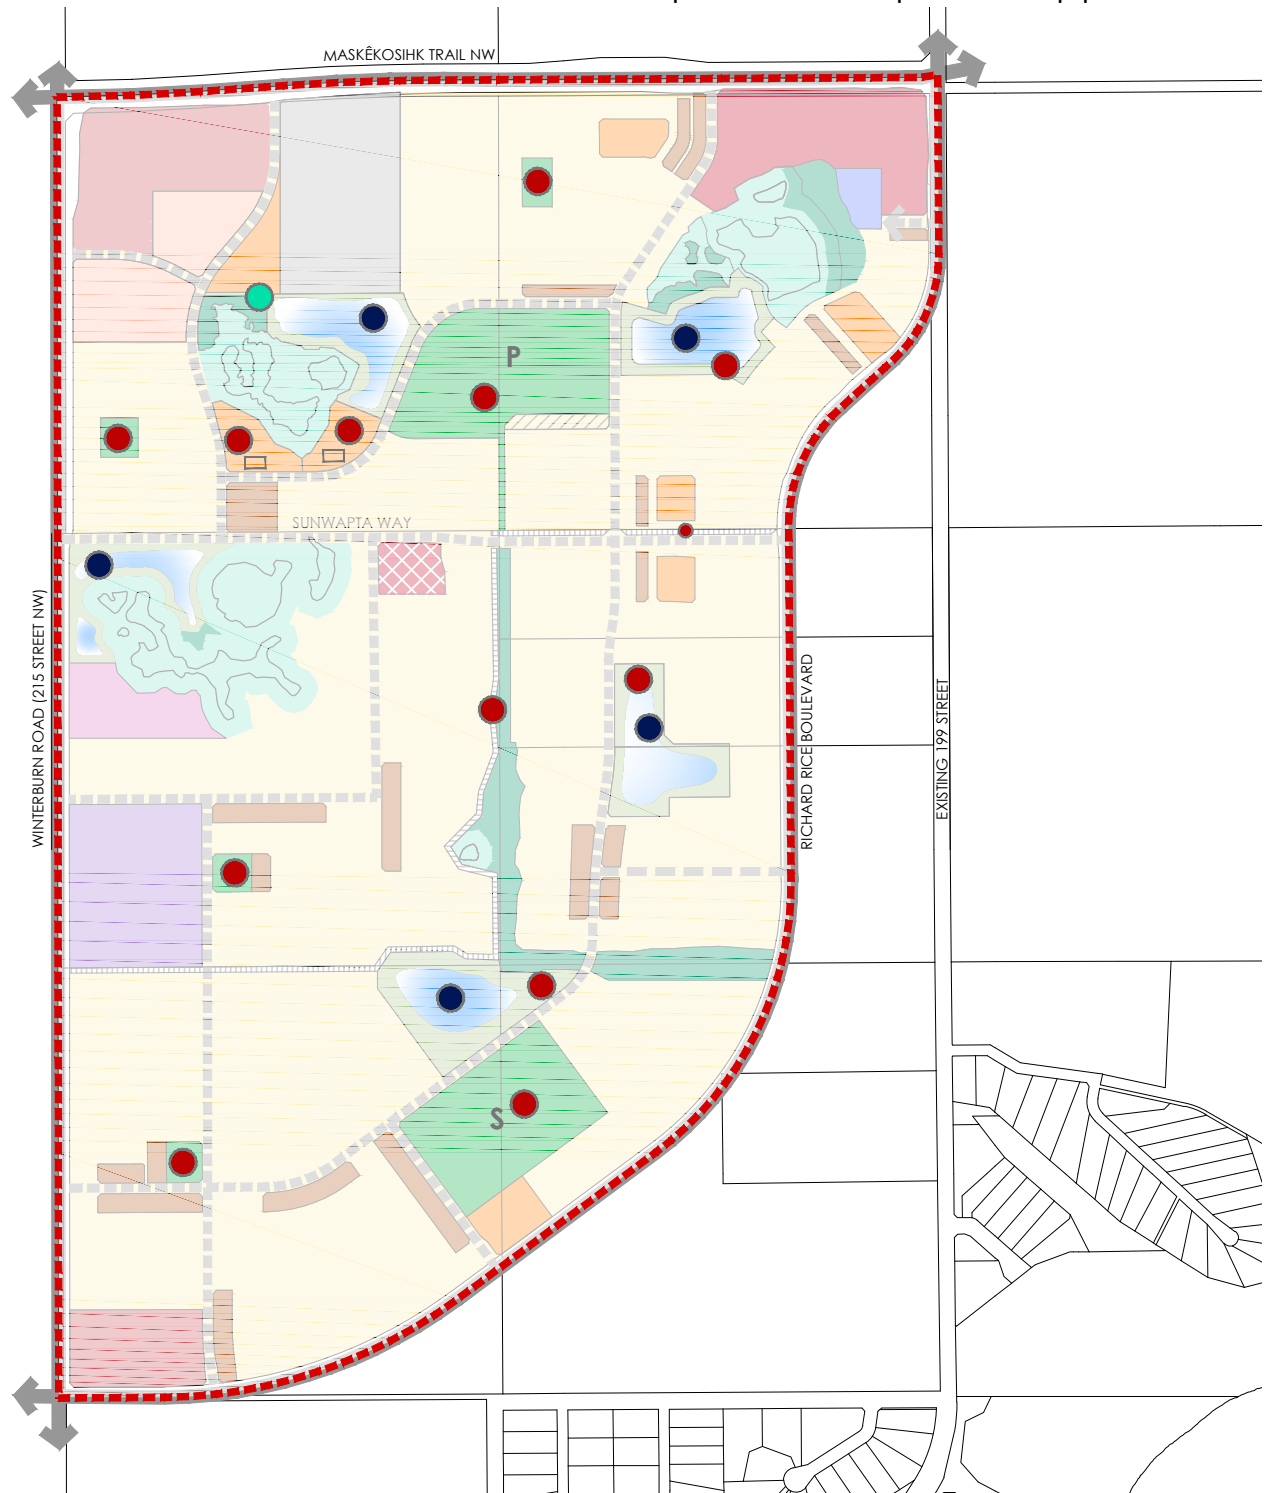 MASKÊKOSIHK TRAIL NW
P
SUNWAPTA WAY
WINTERBURN ROAD (215 STREET NW)
RICHARD RICE BOULEVARD
EXISTING 199 STREET
S